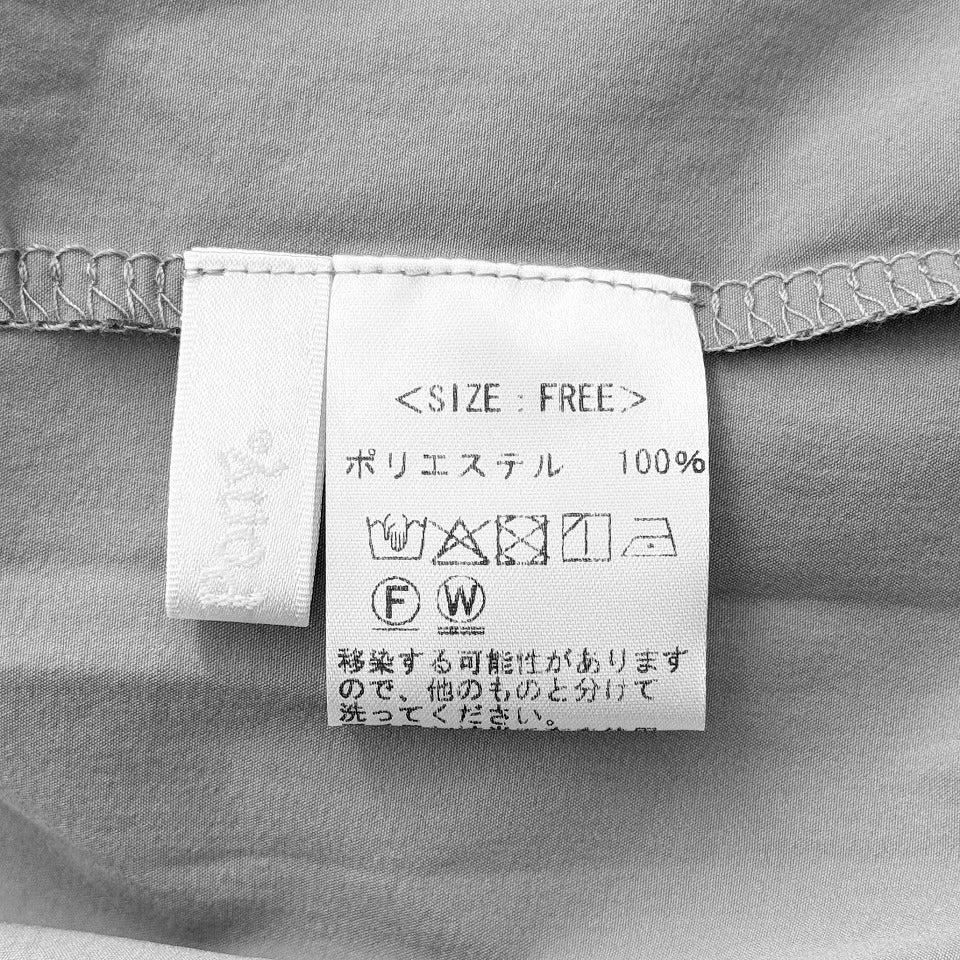 <SIZE : FREE>
ポリエステル 100%
F W
移染する可能性があります
ので、他のものと分けて
洗ってください。